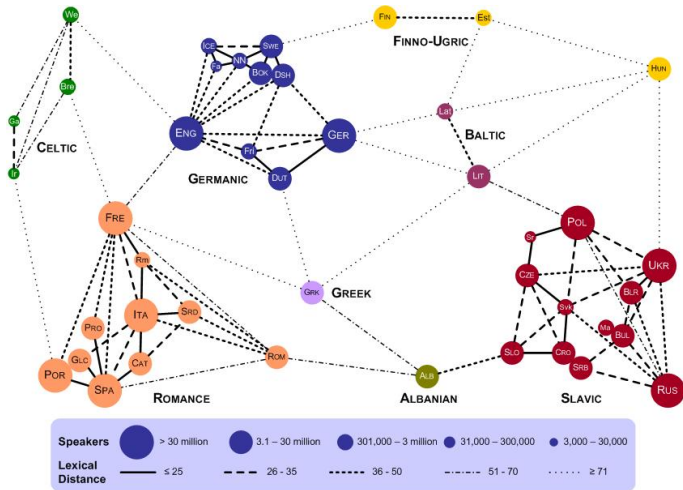 We
FIN
Est
ICE
SWE
FINNO-UGRIC
NN
Fa
BOK
DSH
HUN
Bre
Lat
Ga
ENG
GER
BALTIC
CELTIC
Fri
Ir
GERMANIC
DUT
LIT
FRE
POL
Sr
Rm
CZE
UKR
GRK
GREEK
BLR
ITA
SRO
Svk
PRO
Ma
BUL
GLC
CAT
ROM
SLO
CRO
POR
SPA
ALB
SRB
RUS
ROMANCE
ALBANIAN
SLAVIC
Speakers > 30 million 3.1 – 30 million 301,000 – 3 million 31,000 – 300,000 3,000 – 30,000
Lexical
Distance ≤ 25 26 - 35 36 - 50 51 - 70 ≥ 71